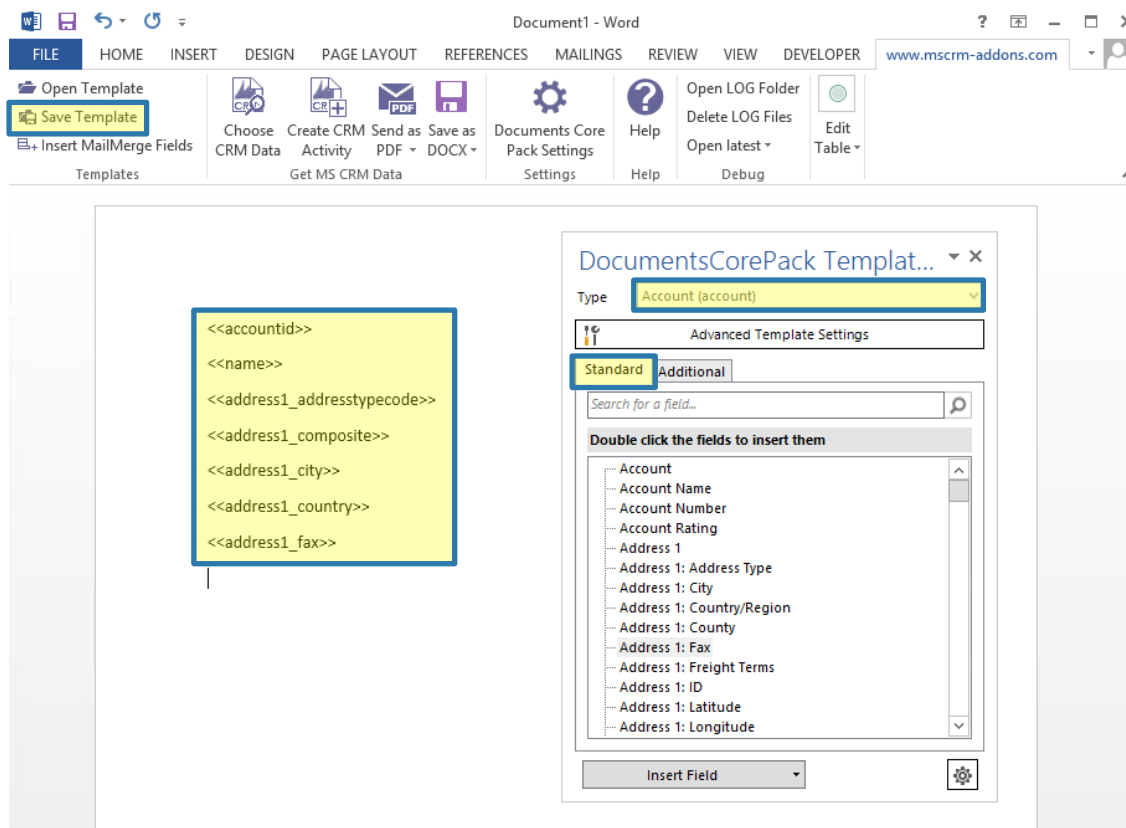 Document1 - Word
FILE HOME INSERT DESIGN PAGE LAYOUT REFERENCES MAILINGS REVIEW VIEW DEVELOPER www.mscrm-addons.com
Open Template
Save Template
Insert MailMerge Fields
Templates
CRM
Choose
CRM Data
CRM
Create CRM
Activity
PDF
Send as
PDF
Save as
DOCX
Get MS CRM Data
Documents Core
Pack Settings
Settings
Help
Help
Open LOG Folder
Delete LOG Files
Open latest
Debug
Edit
Table
<<accountid>>
<<name>>
<<address1_addresstypecode>>
<<address1_composite>>
<<address1_city>>
<<address1_country>>
<<address1_fax>>
DocumentsCorePack Templat...
Type Account (account)
Advanced Template Settings
Standard Additional
Search for a field...
Double click the fields to insert them
Account
Account Name
Account Number
Account Rating
Address 1
Address 1: Address Type
Address 1: City
Address 1: Country/Region
Address 1: County
Address 1: Fax
Address 1: Freight Terms
Address 1: ID
Address 1: Latitude
Address 1: Longitude
Insert Field